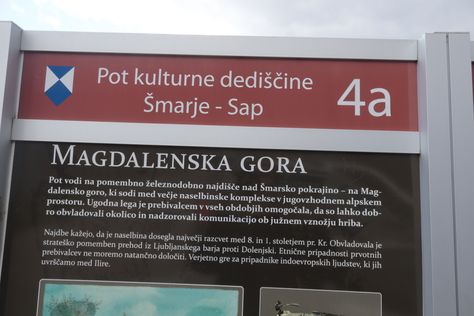 Pot kulturne dediščine
Šmarje - Sap
4a
MAGDALENSKA GORA
Pot vodi na pomembno železnodobno najdišče nad Šmarsko pokrajino – na Mag-
dalensko goro, ki sodi med večje naselbinske komplekse v jugovzhodnem alpskem
prostoru. Ugodna lega je prebivalcem v vseh obdobjih omogočala, da so lahko dob-
ro obvladovali okolico in nadzorovali komunikacijo ob južnem vznožju hriba.
Najdbe kažejo, da je naselbina dosegla največji razcvet med 8. in 1. stoletjem pr. Kr. Obvladovala je
strateško pomemben prehod iz Ljubljanskega barja proti Dolenjski. Etnične pripadnosti prvotnih
prebivalcev ne moremo natančno določiti. Verjetno gre za pripadnike indoevropskih ljudstev, ki jih
uvrščamo med Ilire.